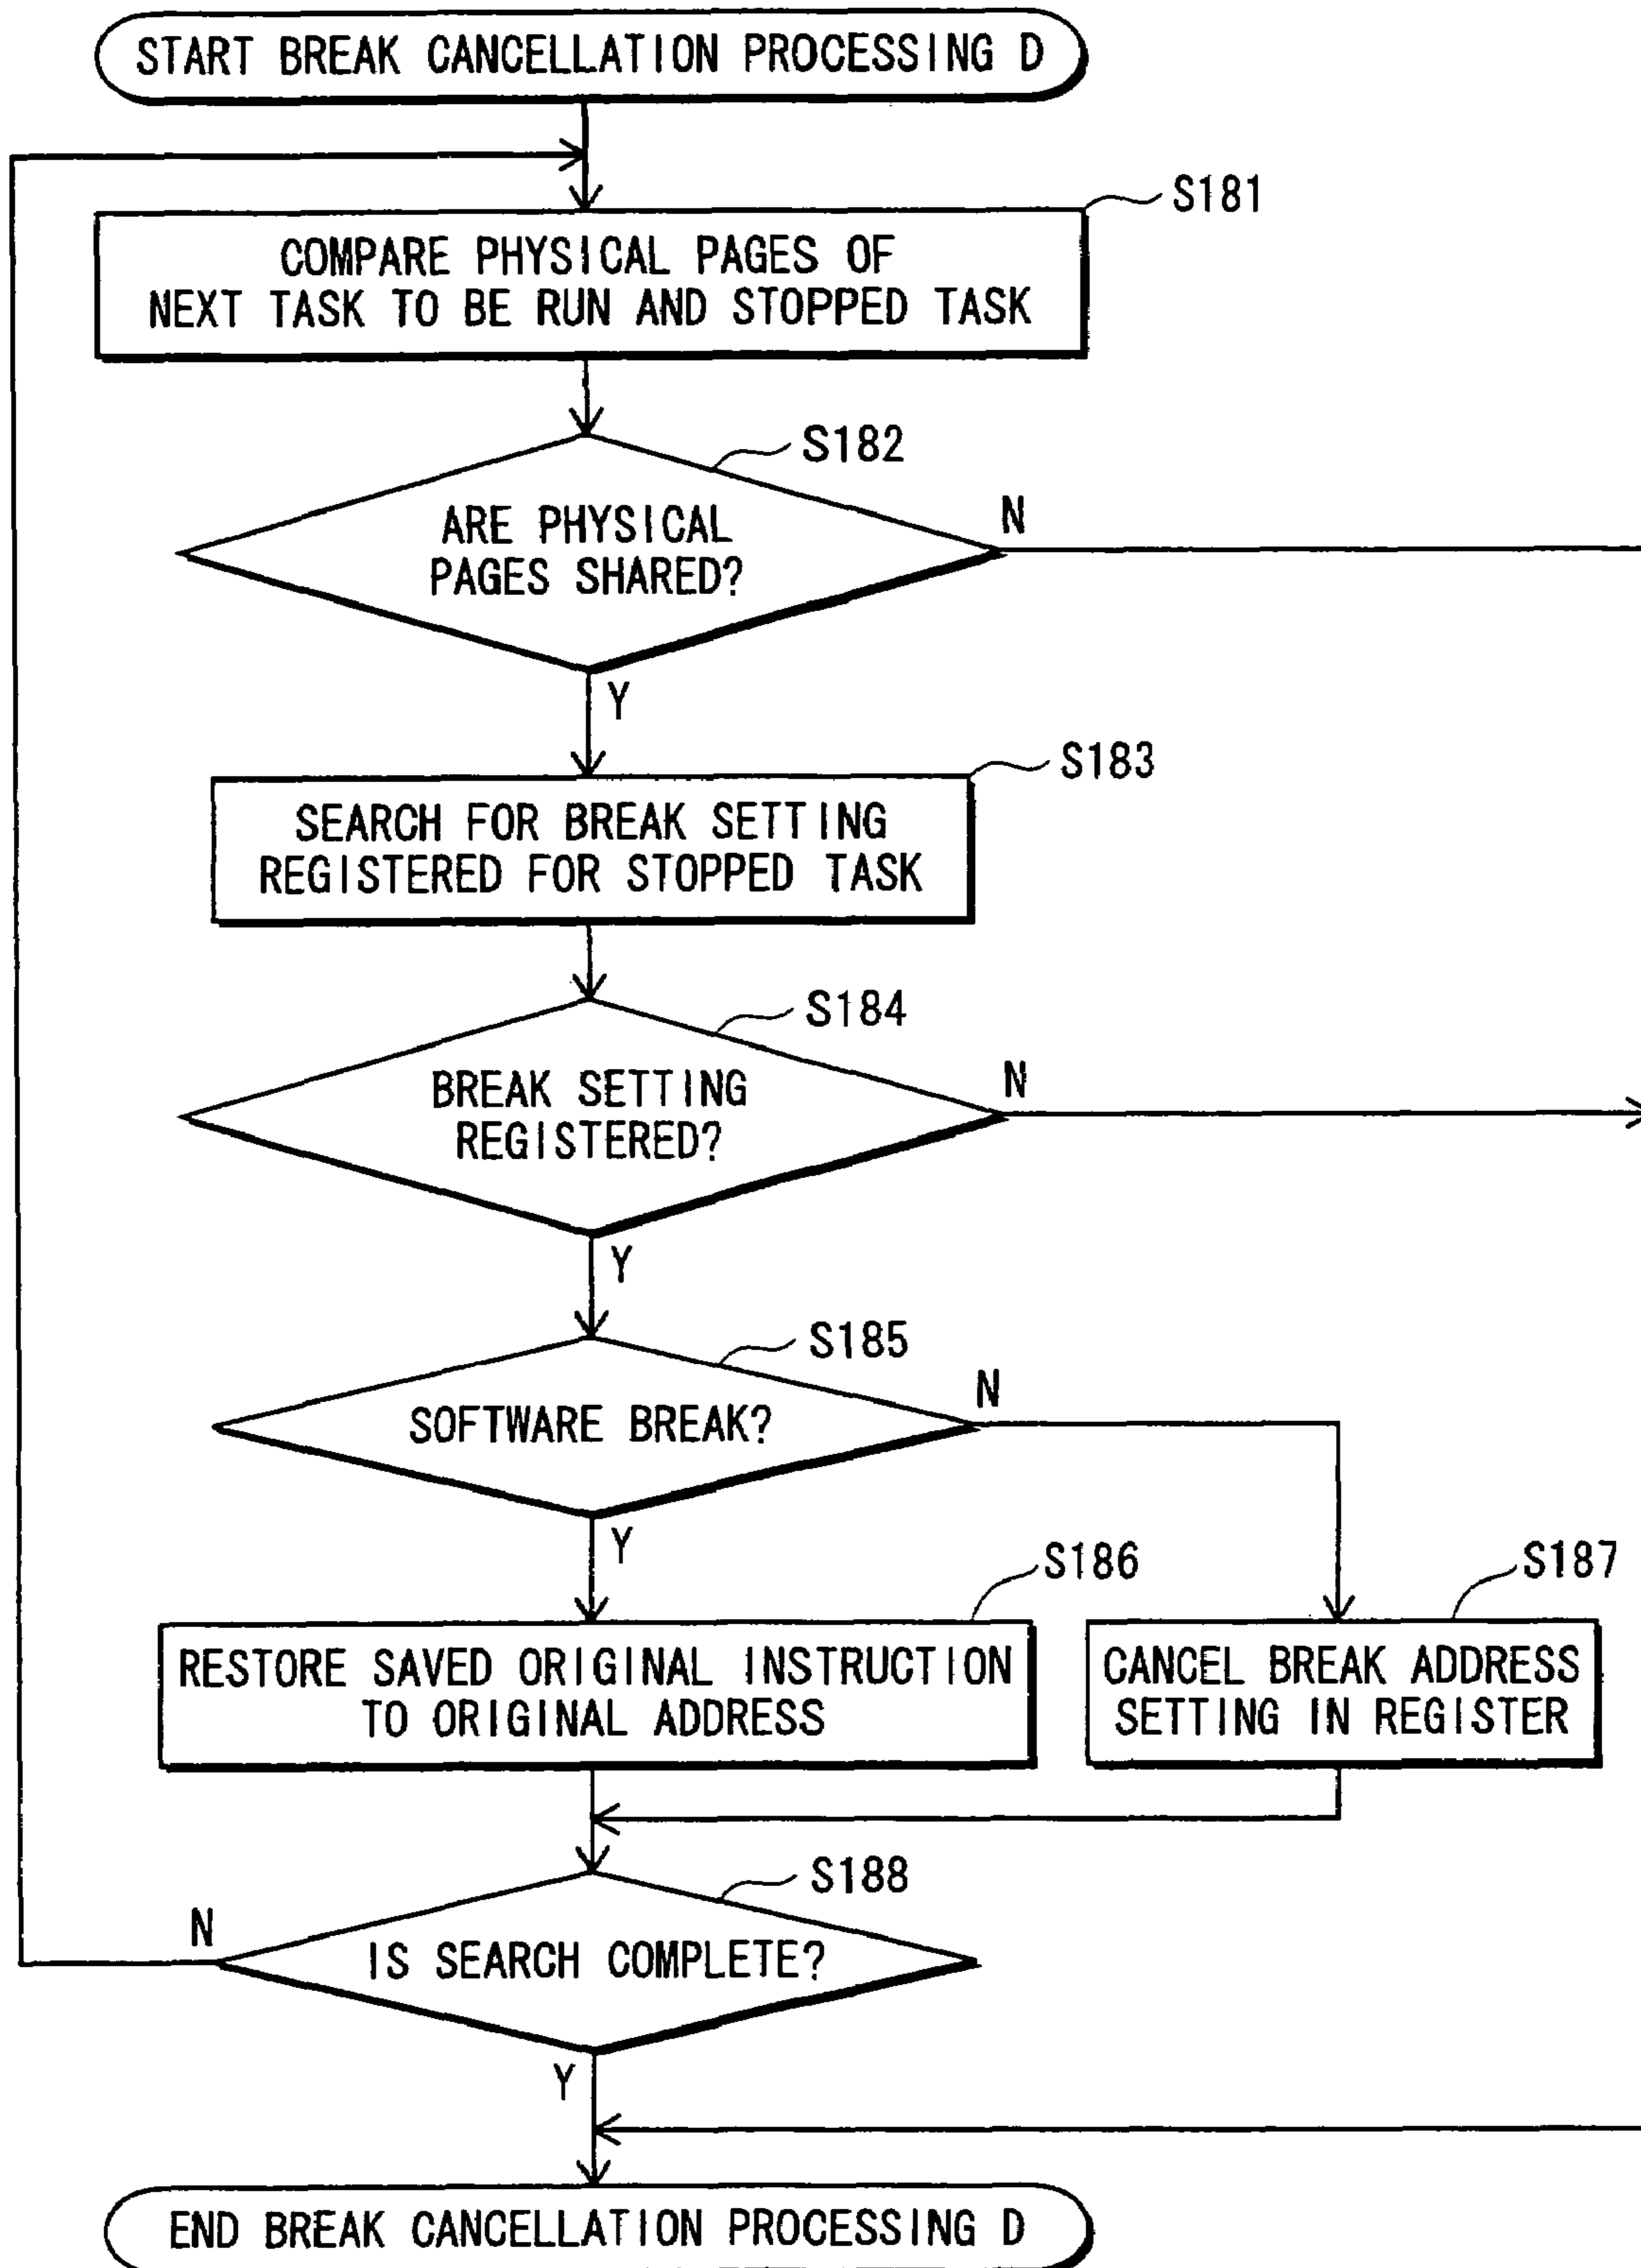 START BREAK CANCELLATION PROCESSING D
S181
COMPARE PHYSICAL PAGES OF
NEXT TASK TO BE RUN AND STOPPED TASK
S182
ARE PHYSICAL
PAGES SHARED?
N
Y
S183
SEARCH FOR BREAK SETTING
REGISTERED FOR STOPPED TASK
S184
BREAK SETTING
REGISTERED?
N
Y
S185
SOFTWARE BREAK?
N
Y
S186
S187
RESTORE SAVED ORIGINAL INSTRUCTION
TO ORIGINAL ADDRESS
CANCEL BREAK ADDRESS
SETTING IN REGISTER
S188
N
IS SEARCH COMPLETE?
Y
END BREAK CANCELLATION PROCESSING D